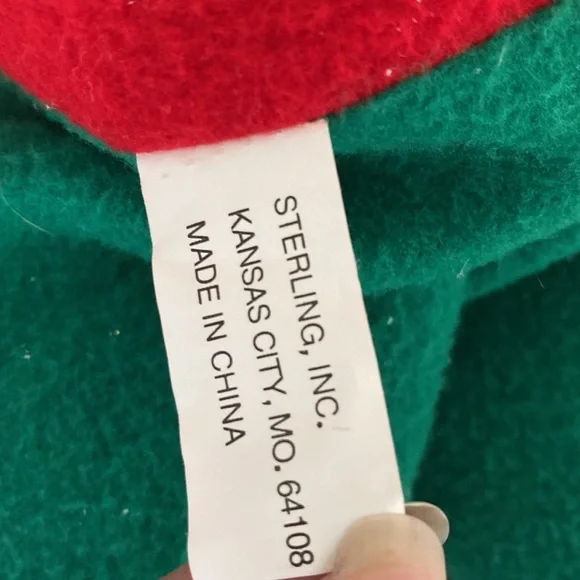 STERLING, INC.
KANSAS CITY, MO. 64108
MADE IN CHINA